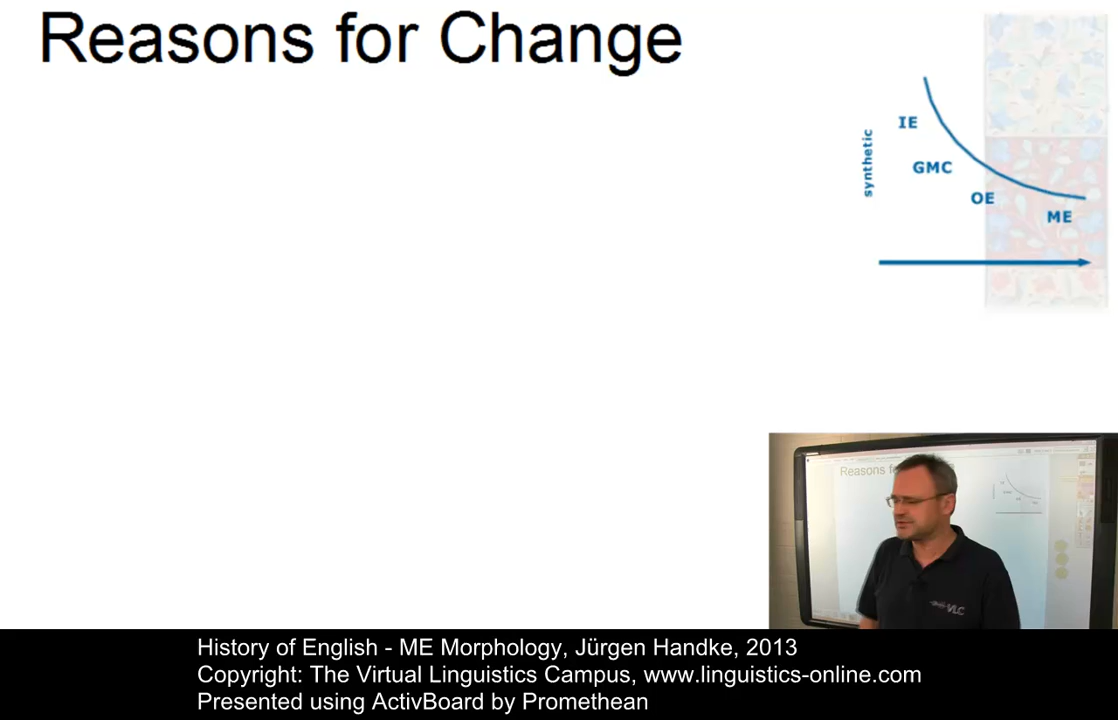 Reasons for Change
synthetic
IE
GMC
OE
ME
VLC
History of English - ME Morphology, Jürgen Handke, 2013
Copyright: The Virtual Linguistics Campus, www.linguistics-online.com
Presented using ActivBoard by Promethean